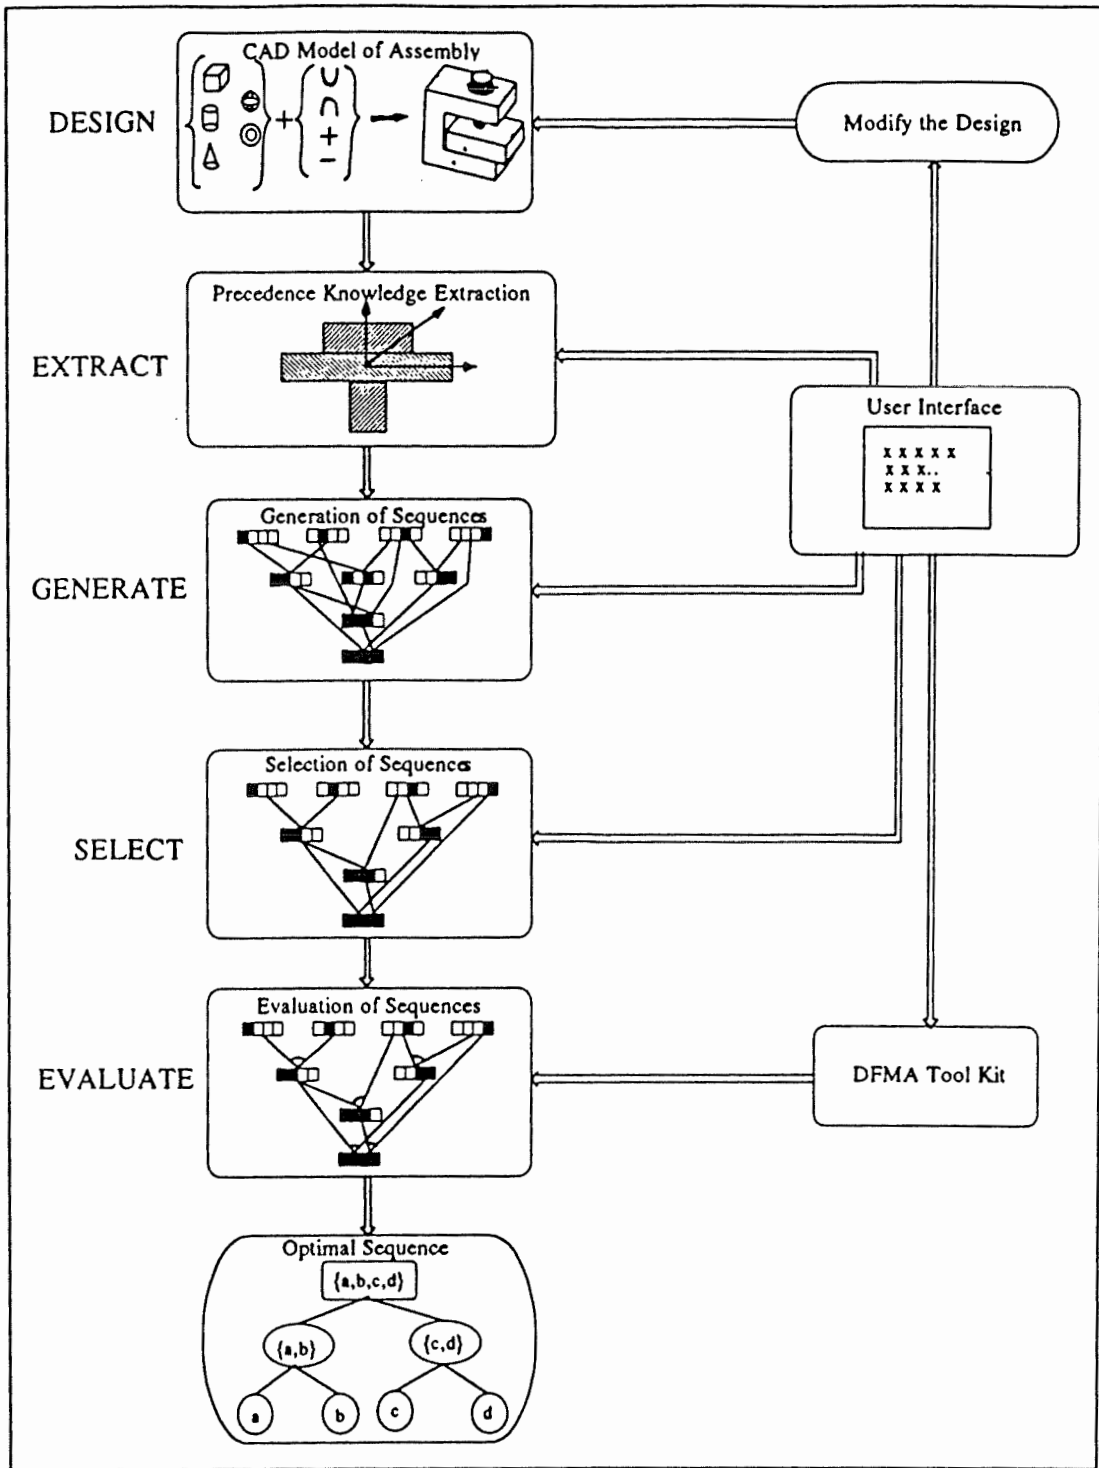 CAD Model of Assembly
DESIGN
Modify the Design
Precedence Knowledge Extraction
EXTRACT
User Interface
x x x x x
x x x..
x x x x
Generation of Sequences
GENERATE
Selection of Sequences
SELECT
Evaluation of Sequences
EVALUATE
DFMA Tool Kit
Optimal Sequence
{a,b,c,d}
{a,b}
{c,d}
a
b
c
d